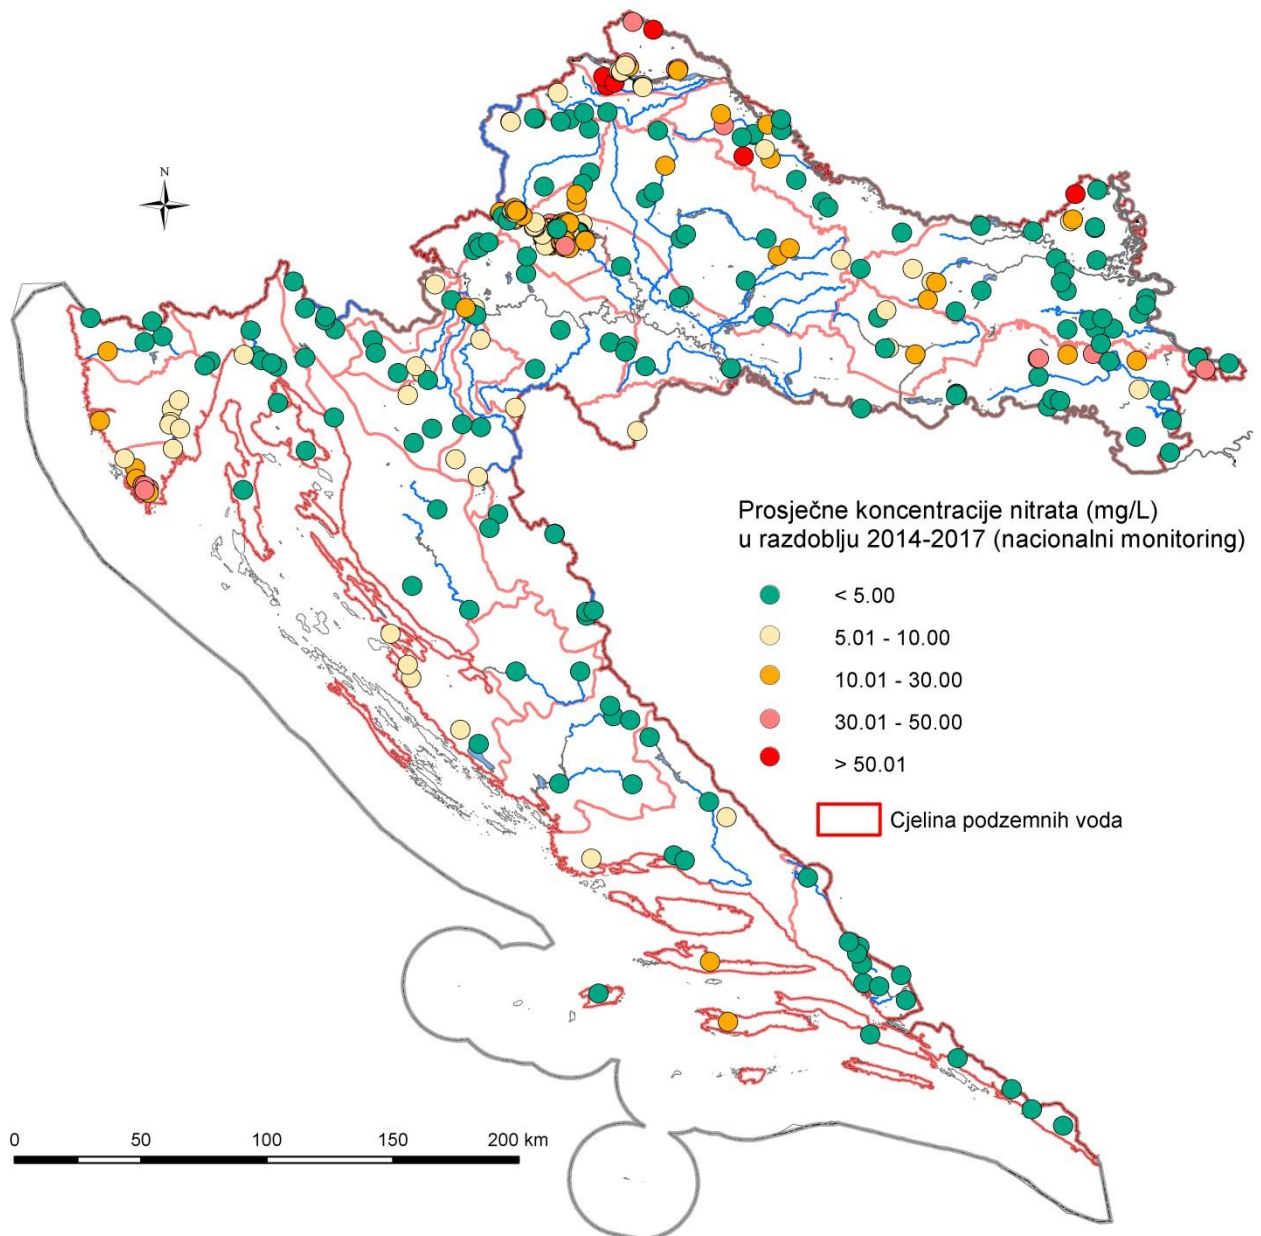 N
Prosječne koncentracije nitrata (mg/L)
u razdoblju 2014-2017 (nacionalni monitoring)
< 5.00
5.01 - 10.00
10.01 - 30.00
30.01 - 50.00
> 50.01
Cjelina podzemnih voda
0 50 100 150 200 km